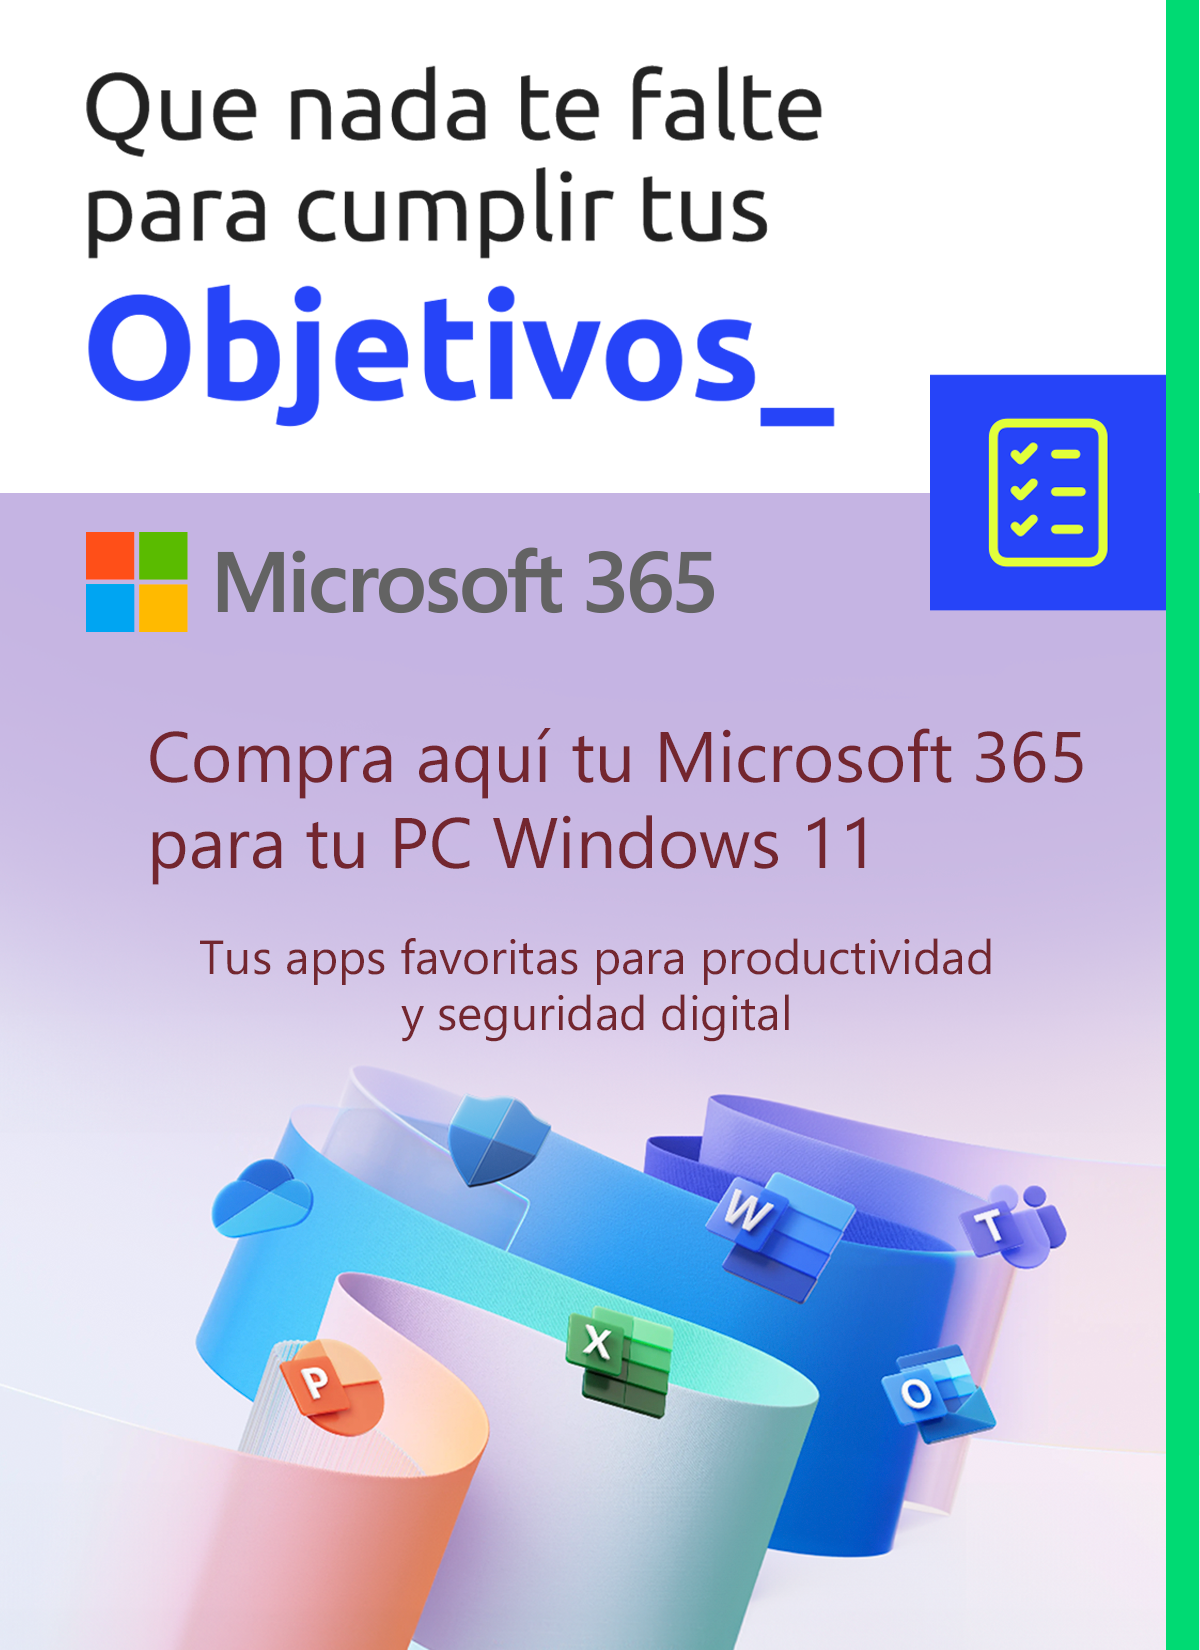 Que nada te falte
para cumplir tus
Objetivos_
Microsoft 365
Compra aquí tu Microsoft 365
para tu PC Windows 11
Tus apps favoritas para productividad
y seguridad digital
W
T
X
P
O